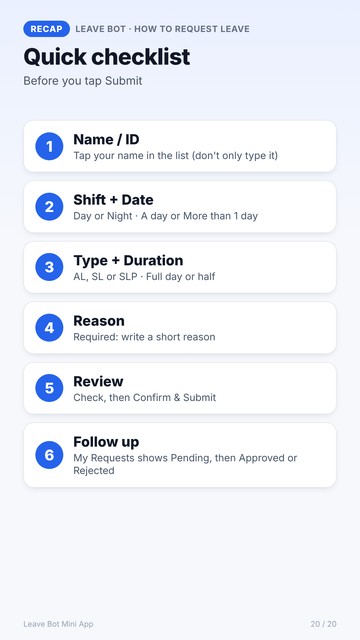 RECAP LEAVE BOT · HOW TO REQUEST LEAVE
Quick checklist
Before you tap Submit
1
Name / ID
Tap your name in the list (don't only type it)
2
Shift + Date
Day or Night · A day or More than 1 day
3
Type + Duration
AL, SL or SLP · Full day or half
4
Reason
Required: write a short reason
5
Review
Check, then Confirm & Submit
6
Follow up
My Requests shows Pending, then Approved or
Rejected
Leave Bot Mini App 20 / 20